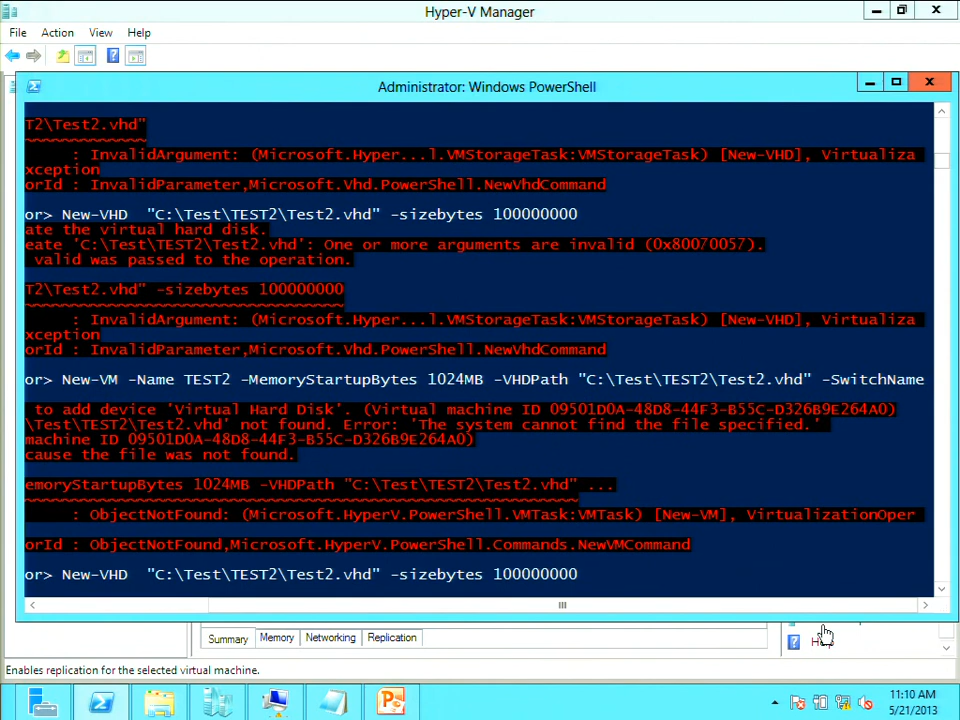 Hyper-V Manager
File Action View Help
Administrator: Windows PowerShell
T2\Test2.vhd"
~~~~~~~~~~~~~
: InvalidArgument: (Microsoft.Hyper...l.VMStorageTask:VMStorageTask) [New-VHD], Virtualiza
xception
orId : InvalidParameter,Microsoft.Vhd.PowerShell.NewVhdCommand
or> New-VHD "C:\Test\TEST2\Test2.vhd" -sizebytes 100000000
ate the virtual hard disk.
eate 'C:\Test\TEST2\Test2.vhd': One or more arguments are invalid (0x80070057).
valid was passed to the operation.
T2\Test2.vhd" -sizebytes 100000000
~~~~~~~~~~~~~~~~~~~~~~~~~~~~~~~~~~
: InvalidArgument: (Microsoft.Hyper...l.VMStorageTask:VMStorageTask) [New-VHD], Virtualiza
xception
orId : InvalidParameter,Microsoft.Vhd.PowerShell.NewVhdCommand
or> New-VM -Name TEST2 -MemoryStartupBytes 1024MB -VHDPath "C:\Test\TEST2\Test2.vhd" -SwitchName
to add device 'Virtual Hard Disk'. (Virtual machine ID 09501D0A-48D8-44F3-B55C-D326B9E264A0)
\Test\TEST2\Test2.vhd' not found. Error: 'The system cannot find the file specified.'
machine ID 09501D0A-48D8-44F3-B55C-D326B9E264A0)
cause the file was not found.
emoryStartupBytes 1024MB -VHDPath "C:\Test\TEST2\Test2.vhd" ...
~~~~~~~~~~~~~~~~~~~~~~~~~~~~~~~~~~~~~~~~~~~~~~~~~~~~~~~~~~~
: ObjectNotFound: (Microsoft.HyperV.PowerShell.VMTask:VMTask) [New-VM], VirtualizationOper
orId : ObjectNotFound,Microsoft.HyperV.PowerShell.Commands.NewVMCommand
or> New-VHD "C:\Test\TEST2\Test2.vhd" -sizebytes 100000000
Summary Memory Networking Replication
Enables replication for the selected virtual machine.
11:10 AM
5/21/2013